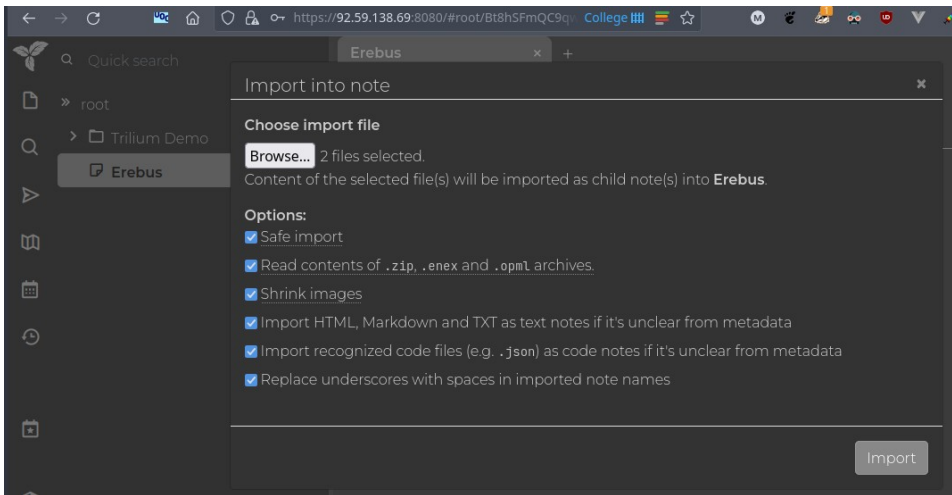 https://92.59.138.69:8080/#root/Bt8hSFmQC9qw College
Quick search
Erebus × +
root
Trilium Demo
Erebus
Import into note ×
Choose import file
Browse... 2 files selected.
Content of the selected file(s) will be imported as child note(s) into Erebus.
Options:
Safe import
Read contents of .zip, .enex and .opml archives.
Shrink images
Import HTML, Markdown and TXT as text notes if it's unclear from metadata
Import recognized code files (e.g. .json) as code notes if it's unclear from metadata
Replace underscores with spaces in imported note names
Import